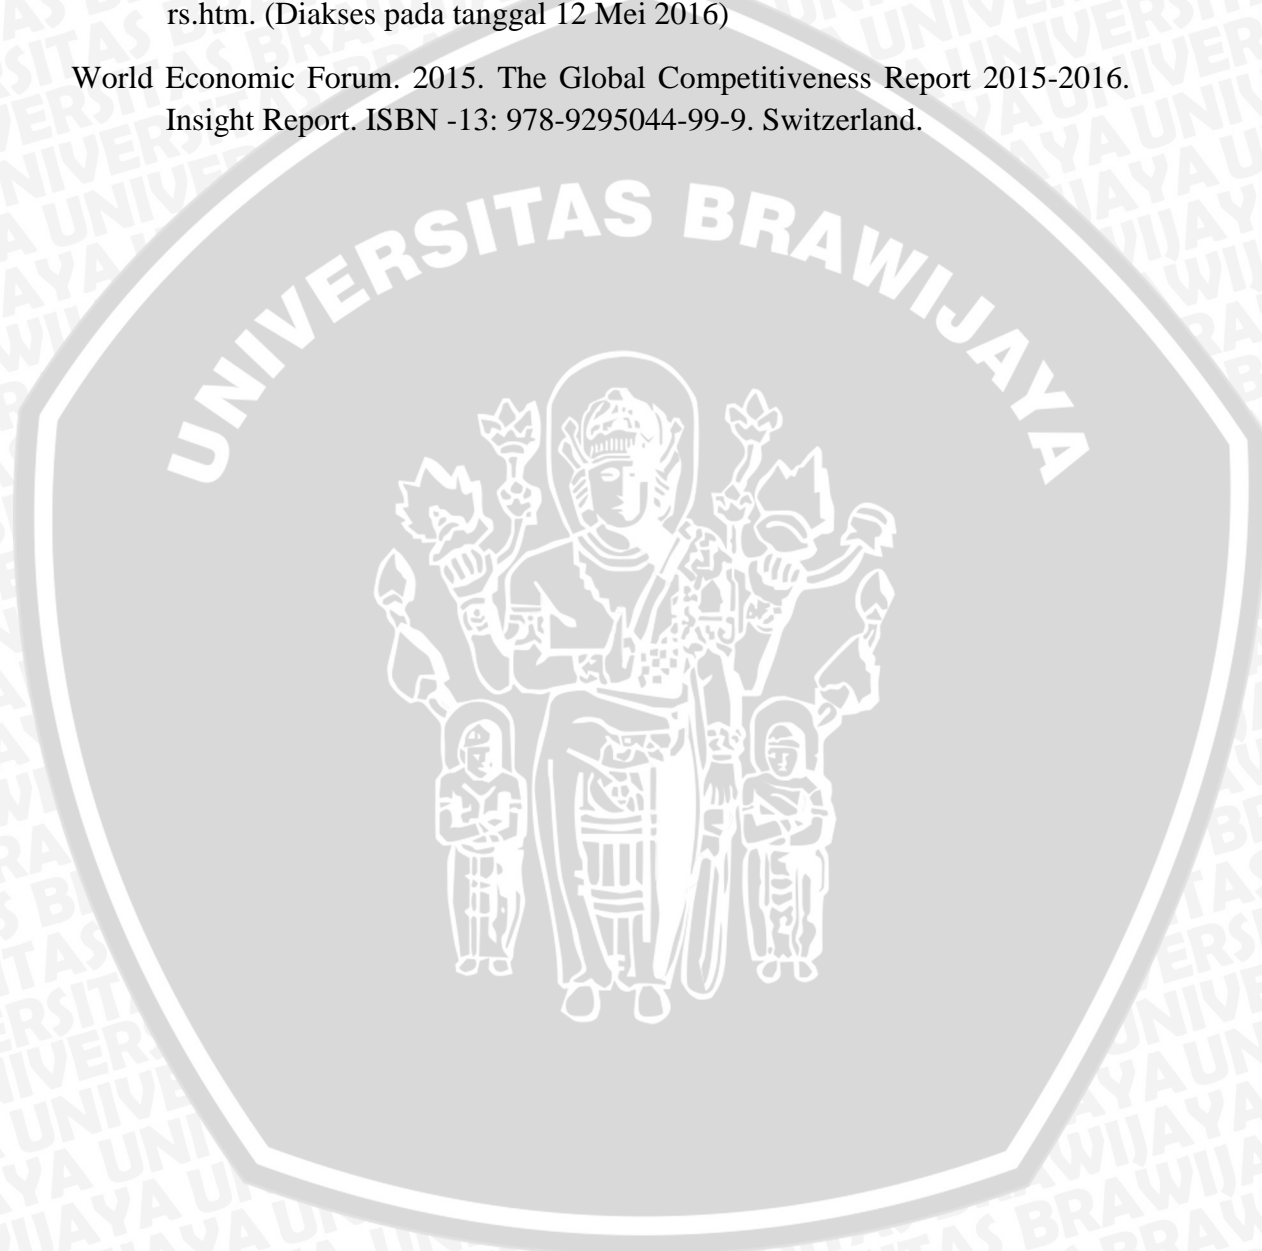 rs.htm. (Diakses pada tanggal 12 Mei 2016)
World Economic Forum. 2015. The Global Competitiveness Report 2015-2016.
Insight Report. ISBN -13: 978-9295044-99-9. Switzerland.
UNIVERSITAS BRAWIJAYA